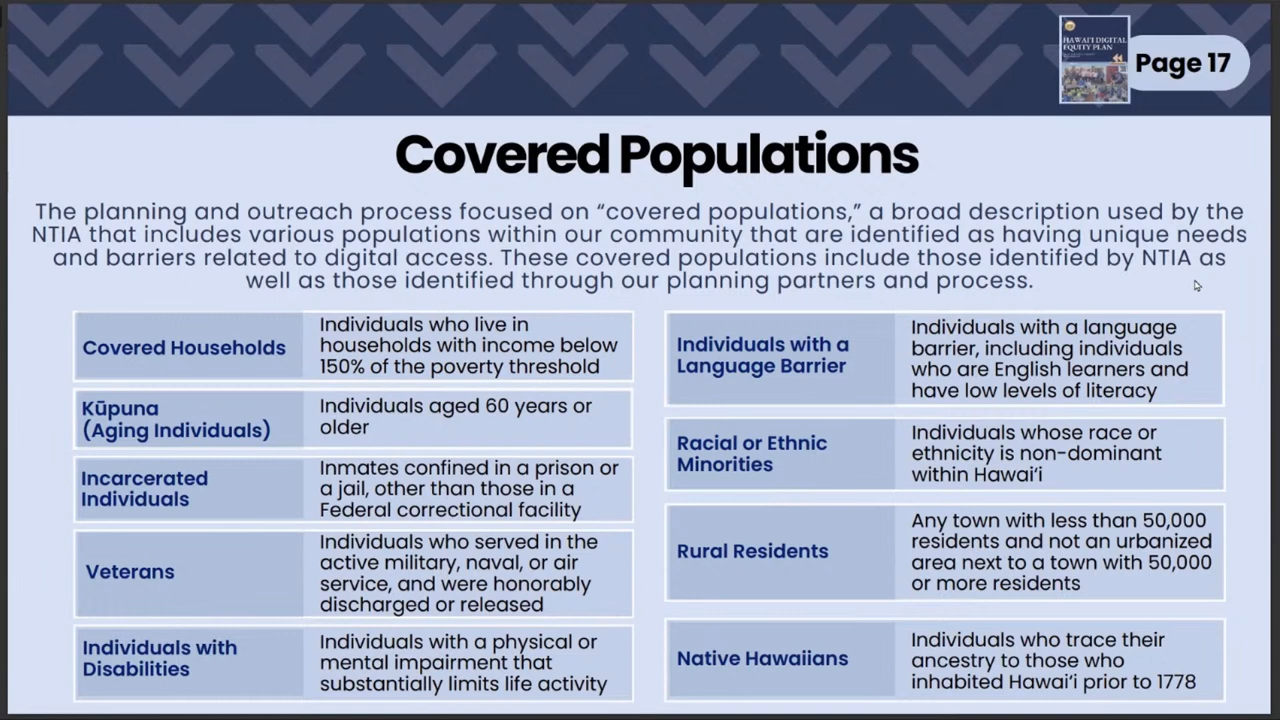 HAWAIʻI DIGITAL
EQUITY PLAN
Page 17
Covered Populations
The planning and outreach process focused on “covered populations,” a broad description used by the
NTIA that includes various populations within our community that are identified as having unique needs
and barriers related to digital access. These covered populations include those identified by NTIA as
well as those identified through our planning partners and process.
Covered Households
Individuals who live in
households with income below
150% of the poverty threshold
Kūpuna
(Aging Individuals)
Individuals aged 60 years or
older
Incarcerated
Individuals
Inmates confined in a prison or
a jail, other than those in a
Federal correctional facility
Veterans
Individuals who served in the
active military, naval, or air
service, and were honorably
discharged or released
Individuals with
Disabilities
Individuals with a physical or
mental impairment that
substantially limits life activity
Individuals with a
Language Barrier
Individuals with a language
barrier, including individuals
who are English learners and
have low levels of literacy
Racial or Ethnic
Minorities
Individuals whose race or
ethnicity is non-dominant
within Hawaiʻi
Rural Residents
Any town with less than 50,000
residents and not an urbanized
area next to a town with 50,000
or more residents
Native Hawaiians
Individuals who trace their
ancestry to those who
inhabited Hawaiʻi prior to 1778